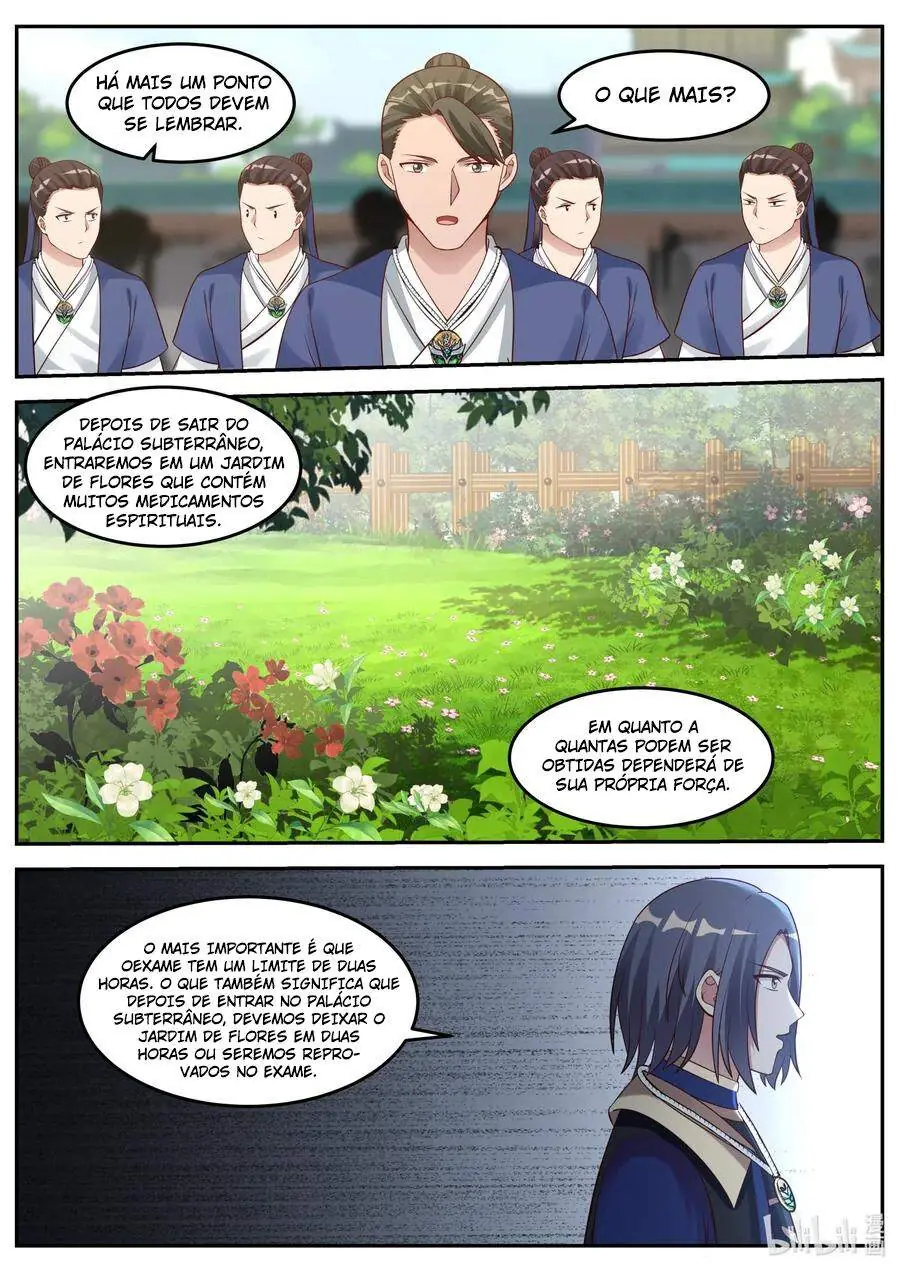 HÁ MAIS UM PONTO
QUE TODOS DEVEM
SE LEMBRAR.
O QUE MAIS?
DEPOIS DE SAIR DO
PALÁCIO SUBTERRÂNEO,
ENTRAREMOS EM UM JARDIM
DE FLORES QUE CONTÉM
MUITOS MEDICAMENTOS
ESPIRITUAIS.
EM QUANTO A
QUANTAS PODEM SER
OBTIDAS DEPENDERÁ DE
SUA PRÓPRIA FORÇA.
O MAIS IMPORTANTE É QUE
OEXAME TEM UM LIMITE DE DUAS
HORAS. O QUE TAMBÉM SIGNIFICA QUE
DEPOIS DE ENTRAR NO PALÁCIO
SUBTERRÂNEO, DEVEMOS DEIXAR O
JARDIM DE FLORES EM DUAS
HORAS OU SEREMOS REPRO-
VADOS NO EXAME.
bilibili 漫画